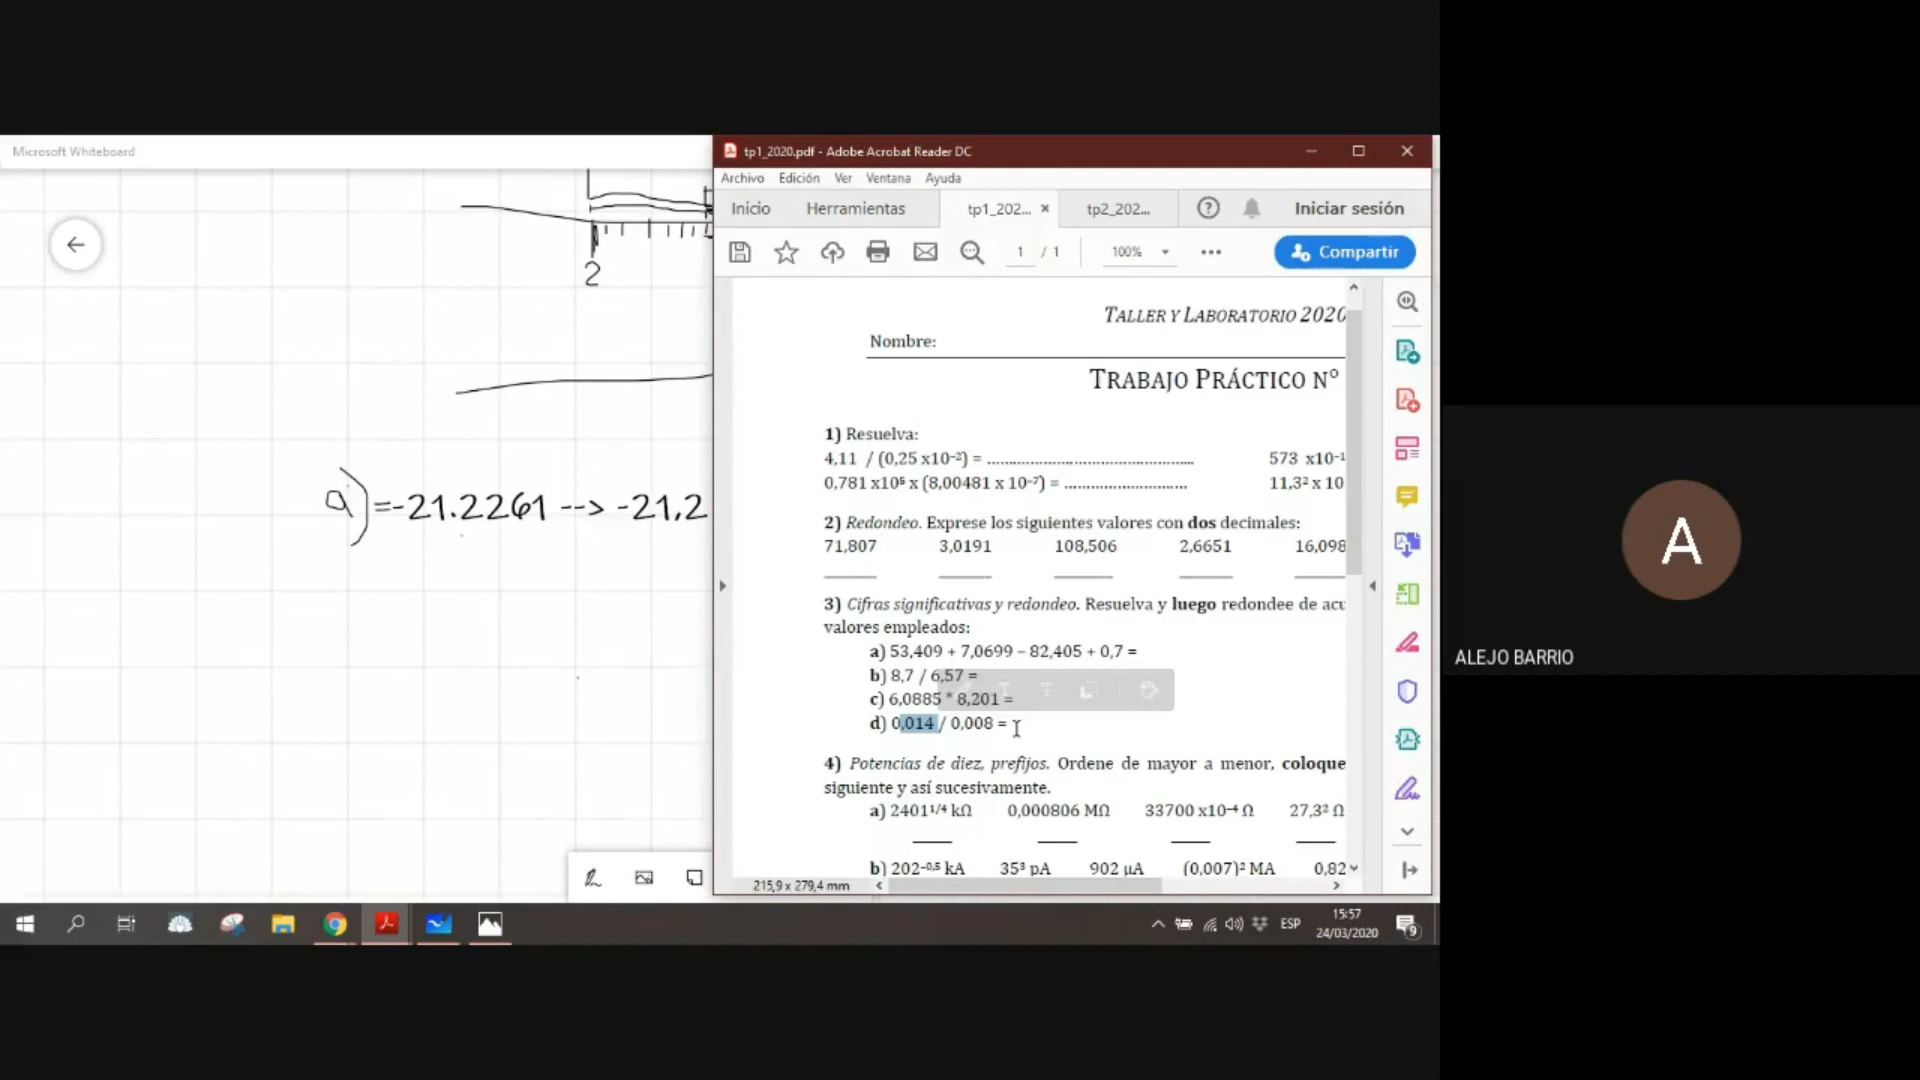 Microsoft Whiteboard
2
a) =-21.2261 --> -21,2
tp1_2020.pdf - Adobe Acrobat Reader DC
Archivo Edición Ver Ventana Ayuda
Inicio Herramientas tp1_202... × tp2_202... Iniciar sesión
1 / 1 100% Compartir
TALLER Y LABORATORIO 2020
Nombre:
TRABAJO PRÁCTICO N°
1) Resuelva:
4,11 / (0,25 x10⁻²) = ................................................ 573 x10⁻¹
0,781 x10⁵ x (8,00481 x 10⁻⁷) = ............................. 11,3² x 10
2) Redondeo. Exprese los siguientes valores con dos decimales:
71,807 3,0191 108,506 2,6651 16,098
3) Cifras significativas y redondeo. Resuelva y luego redondee de acu
valores empleados:
a) 53,409 + 7,0699 – 82,405 + 0,7 =
b) 8,7 / 6,57 =
c) 6,0885 * 8,201 =
d) 0,014 / 0,008 =
4) Potencias de diez, prefijos. Ordene de mayor a menor, coloque
siguiente y así sucesivamente.
a) 2401¹/⁴ kΩ 0,000806 MΩ 33700 x10⁻⁴ Ω 27,3² Ω
b) 202⁻⁰·⁵ kA 35³ pA 902 µA (0,007)² MA 0,82
215,9 x 279,4 mm
ESP
15:57
24/03/2020
9
A
ALEJO BARRIO